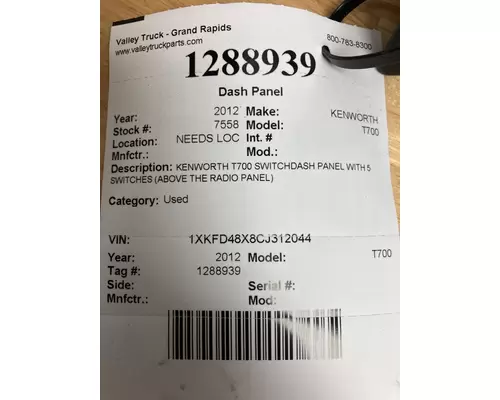 Valley Truck - Grand Rapids
www.valleytruckparts.com
800-763-8300
1288939
Dash Panel
Year: 2012 Make: KENWORTH
Stock #: 7558 Model: T700
Location: NEEDS LOC Int. #
Mnfctr.: Mod.:
Description: KENWORTH T700 SWITCHDASH PANEL WITH 5
SWITCHES (ABOVE THE RADIO PANEL)
Category: Used
VIN: 1XKFD48X8CJ312044
Year: 2012 Model: T700
Tag #: 1288939
Side: Serial #:
Mnfctr.: Mod: